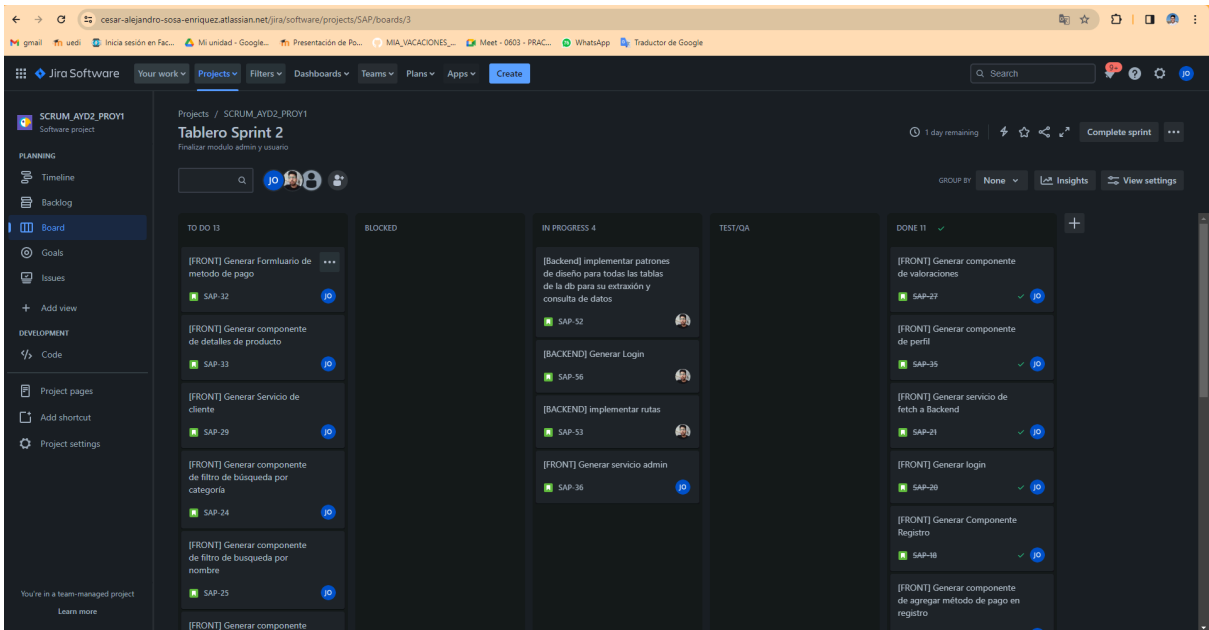 cesar-alejandro-sosa-enriquez.atlassian.net/jira/software/projects/SAP/boards/3
gmail
uedi
Inicia sesión en Fac...
Mi unidad - Google...
Presentación de Po...
MIA_VACACIONES_...
Meet - 0603 - PRAC...
WhatsApp
Traductor de Google
Jira Software
Your work
Projects
Filters
Dashboards
Teams
Plans
Apps
Create
Search
9+
JO
SCRUM_AYD2_PROY1
Software project
PLANNING
Timeline
Backlog
Board
Goals
Issues
Add view
DEVELOPMENT
Code
Project pages
Add shortcut
Project settings
You're in a team-managed project
Learn more
Projects / SCRUM_AYD2_PROY1
Tablero Sprint 2
Finalizar modulo admin y usuario
1 day remaining
Complete sprint
JO
GROUP BY
None
Insights
View settings
TO DO 13
[FRONT] Generar Formluario de
metodo de pago
SAP-32
JO
[FRONT] Generar componente
de detalles de producto
SAP-33
JO
[FRONT] Generar Servicio de
cliente
SAP-29
JO
[FRONT] Generar componente
de filtro de búsqueda por
categoría
SAP-24
JO
[FRONT] Generar componente
de filtro de busqueda por
nombre
SAP-25
JO
[FRONT] Generar componente
BLOCKED
IN PROGRESS 4
[Backend] implementar patrones
de diseño para todas las tablas
de la db para su extraxión y
consulta de datos
SAP-52
[BACKEND] Generar Login
SAP-56
[BACKEND] implementar rutas
SAP-53
[FRONT] Generar servicio admin
SAP-36
JO
TEST/QA
DONE 11
[FRONT] Generar componente
de valoraciones
SAP-27
JO
[FRONT] Generar componente
de perfil
SAP-35
JO
[FRONT] Generar servicio de
fetch a Backend
SAP-21
JO
[FRONT] Generar login
SAP-20
JO
[FRONT] Generar Componente
Registro
SAP-18
JO
[FRONT] Generar componente
de agregar método de pago en
registro